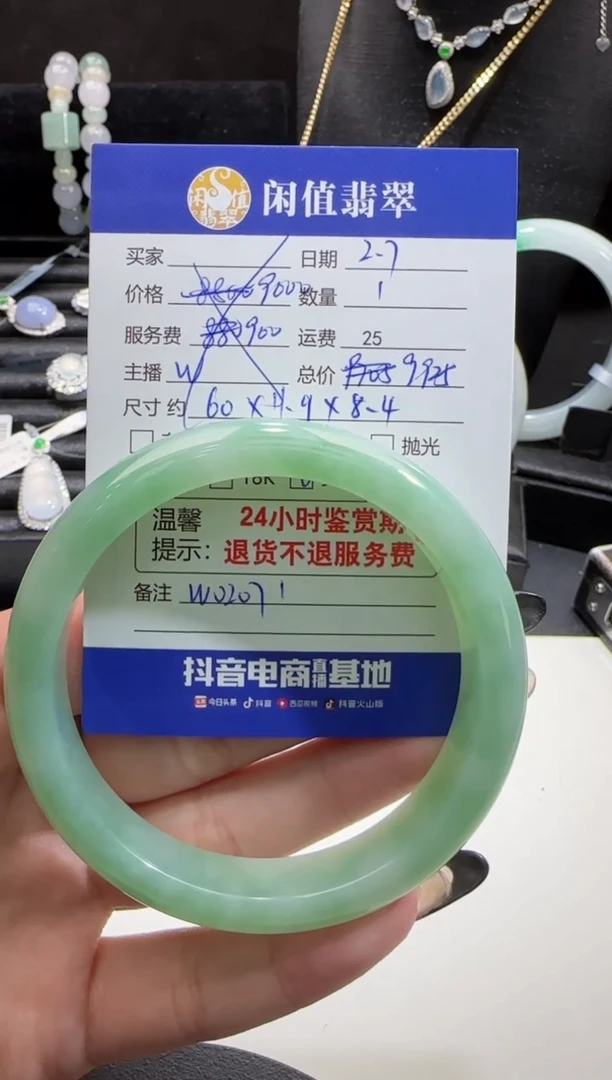 闲值翡翠
买家 日期 2-7
价格 9000 数量 1
服务费 900 运费 25
主播 W 总价 9925
尺寸 约 60 × 11.9 × 8.4
抛光
18K
温馨 24小时鉴赏期
提示: 退货不退服务费
备注 W02071
抖音电商直播基地
今日头条 抖音 西瓜视频 抖音火山版